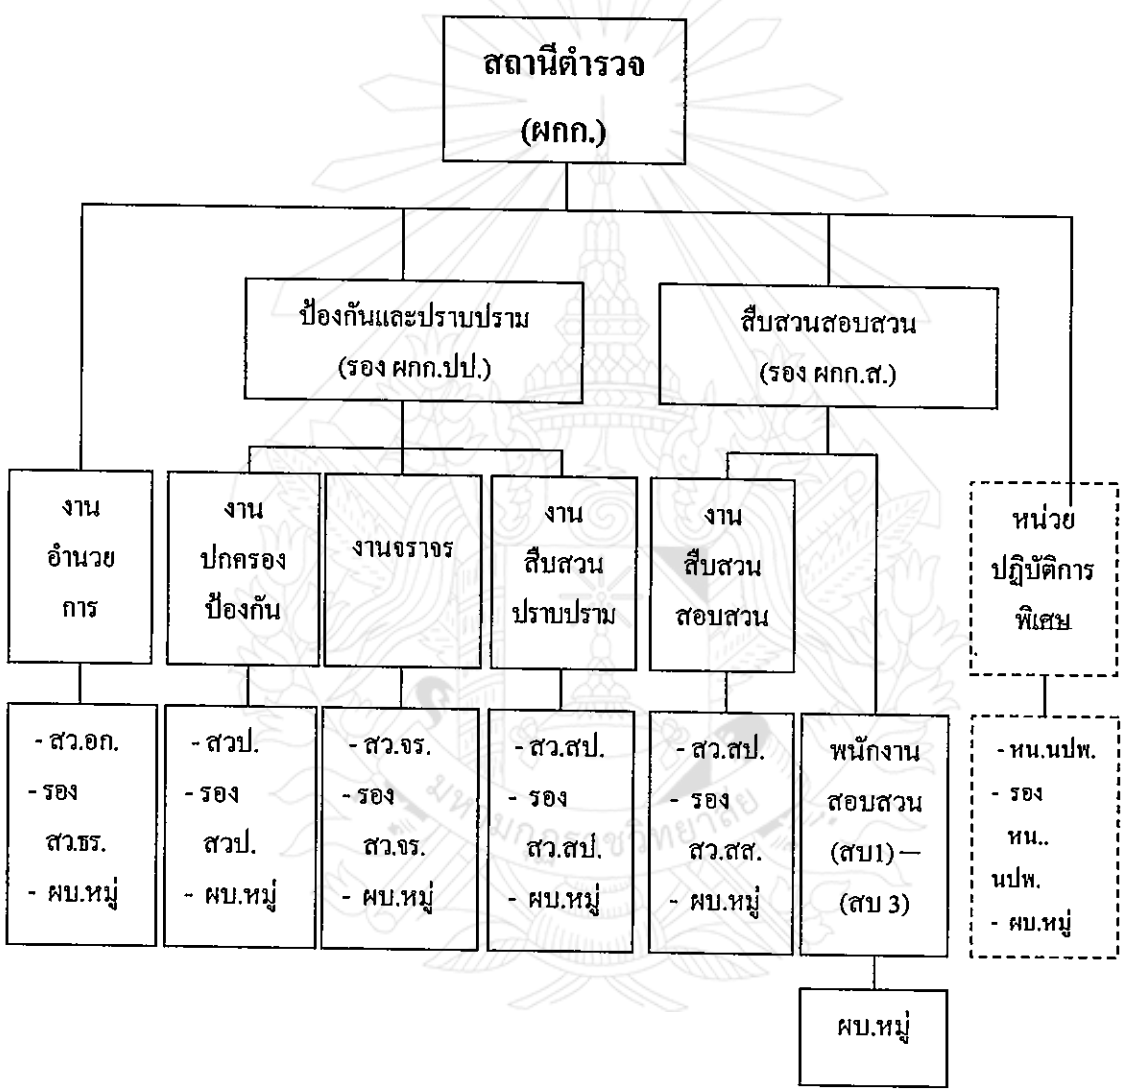 สถานีตำรวจ
(ผกก.)
ป้องกันและปราบปราม
(รอง ผกก.ปป.)
สืบสวนสอบสวน
(รอง ผกก.ส.)
งาน
อำนวย
การ
งาน
ปกครอง
ป้องกัน
งานจราจร
งาน
สืบสวน
ปราบปราม
งาน
สืบสวน
สอบสวน
หน่วย
ปฏิบัติการ
พิเศษ
- สว.อก.
- รอง
สว.ธร.
- ผบ.หมู่
- สวป.
- รอง
สวป.
- ผบ.หมู่
- สว.จร.
- รอง
สว.จร.
- ผบ.หมู่
- สว.สป.
- รอง
สว.สป.
- ผบ.หมู่
- สว.สป.
- รอง
สว.สส.
- ผบ.หมู่
พนักงาน
สอบสวน
(สบ1) –
(สบ 3)
- หน.นปพ.
- รอง
หน..
นปพ.
- ผบ.หมู่
ผบ.หมู่